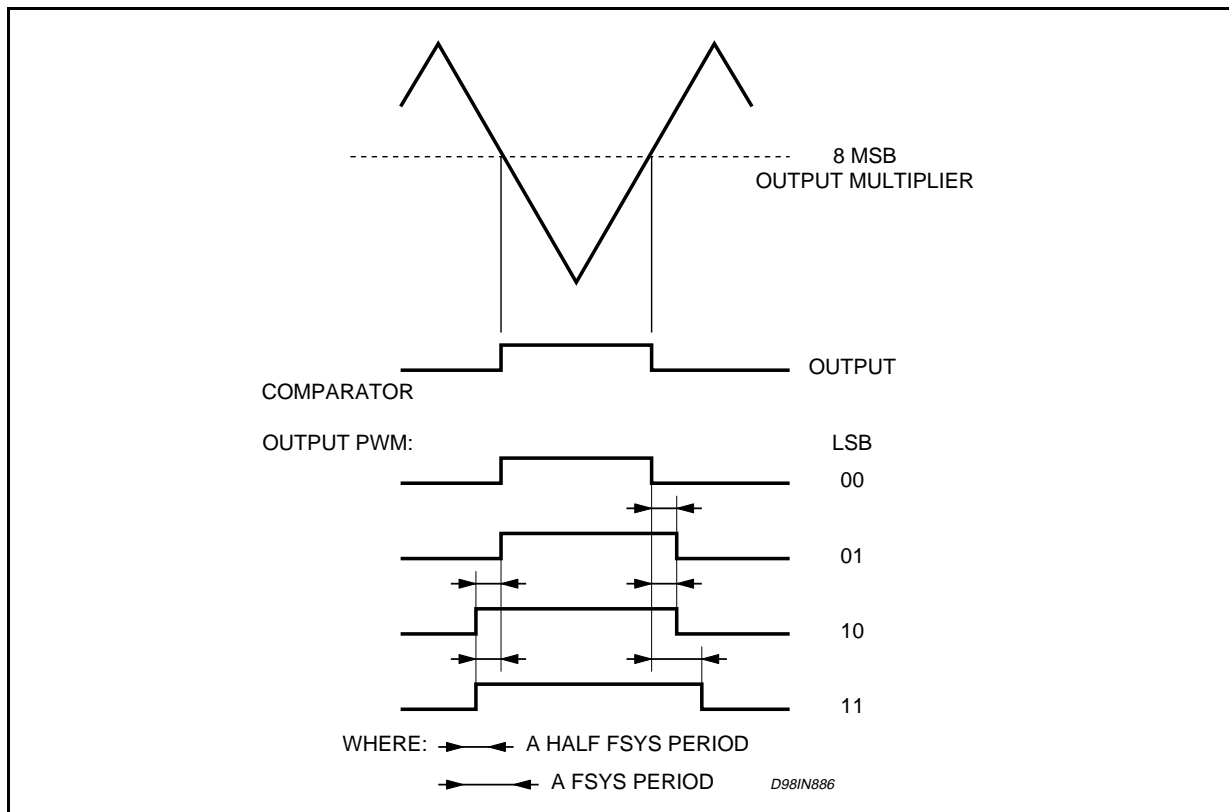 8 MSB
OUTPUT MULTIPLIER
OUTPUT
COMPARATOR
OUTPUT PWM:
LSB
00
01
10
11
WHERE:
A HALF FSYS PERIOD
A FSYS PERIOD
D98IN886